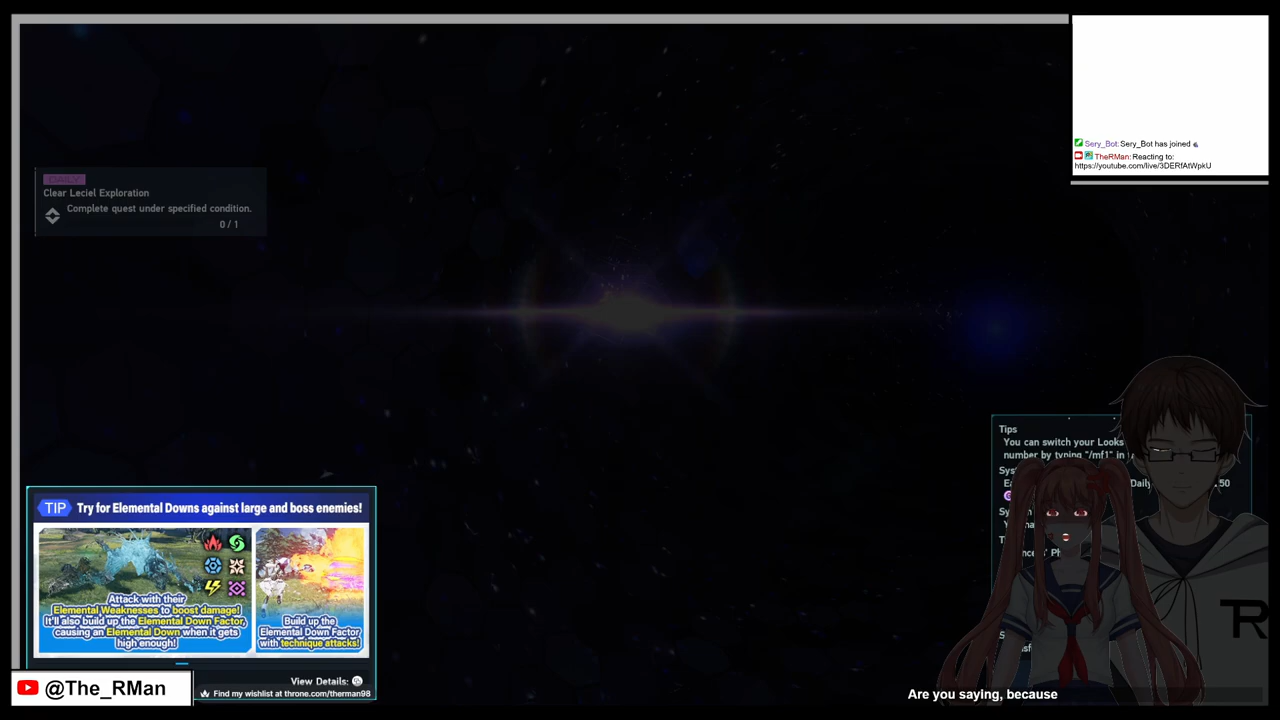 Sery_Bot: Sery_Bot has joined
TheRMan: Reacting to:
https://youtube.com/live/3DERfAtWpkU
DAILY
Clear Leciel Exploration
Complete quest under specified condition.
0 / 1
Tips
You can switch your Looks
number by typing "/mf1" in
Daily
50
TIP Try for Elemental Downs against large and boss enemies!
Attack with their
Elemental Weaknesses to boost damage!
It'll also build up the Elemental Down Factor,
causing an Elemental Down when it gets
high enough!
Build up the
Elemental Down Factor
with technique attacks!
View Details:
@The_RMan
Find my wishlist at throne.com/therman98
TR
Are you saying, because